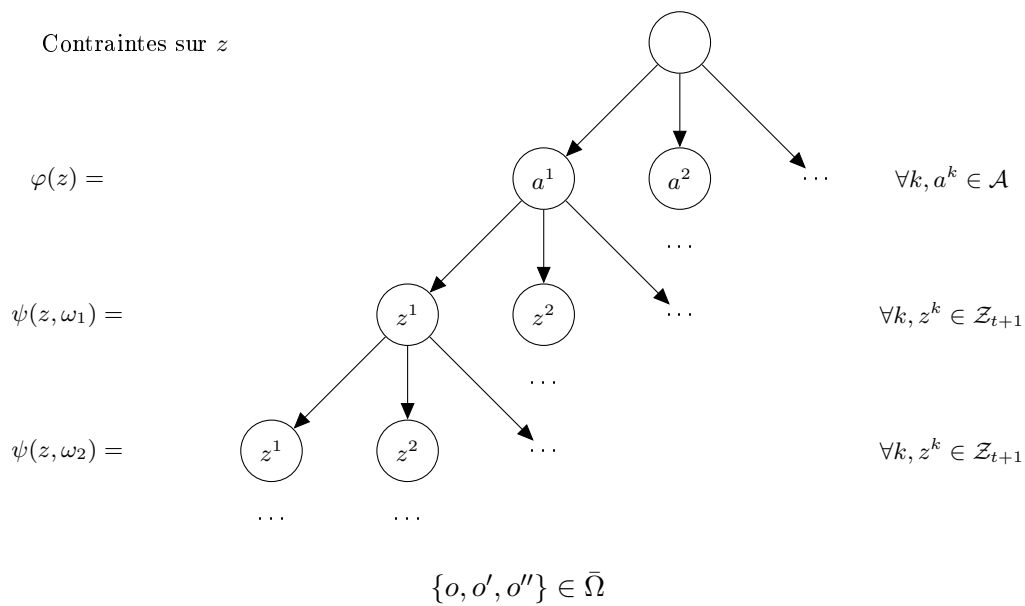 Contraintes sur z
φ(z) = a¹ a² ··· ∀k, aᵏ ∈ 𝒜
···
ψ(z, ω₁) = z¹ z² ··· ∀k, zᵏ ∈ 𝒵ₜ₊₁
···
ψ(z, ω₂) = z¹ z² ··· ∀k, zᵏ ∈ 𝒵ₜ₊₁
··· ···
{o, o′, o′′} ∈ Ω̄